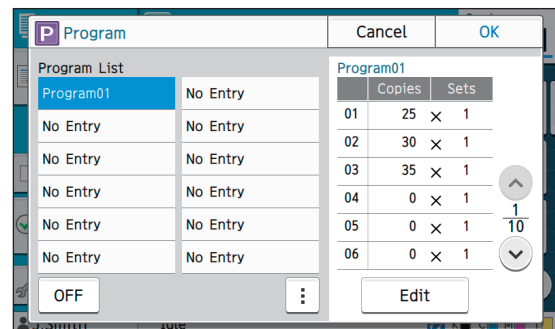 P Program Cancel OK
Program List
Program01 No Entry
No Entry No Entry
No Entry No Entry
No Entry No Entry
No Entry No Entry
No Entry No Entry
OFF
Program01
Copies Sets
01 25 × 1
02 30 × 1
03 35 × 1
04 0 × 1
05 0 × 1
06 0 × 1
1
10
Edit
J.Smith Idle
K C M